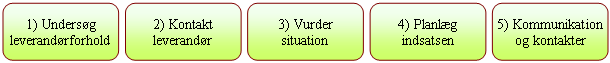 1) Undersøg
leverandørforhold
2) Kontakt
leverandør
3) Vurder
situation
4) Planlæg
indsatsen
5) Kommunikation
og kontakter